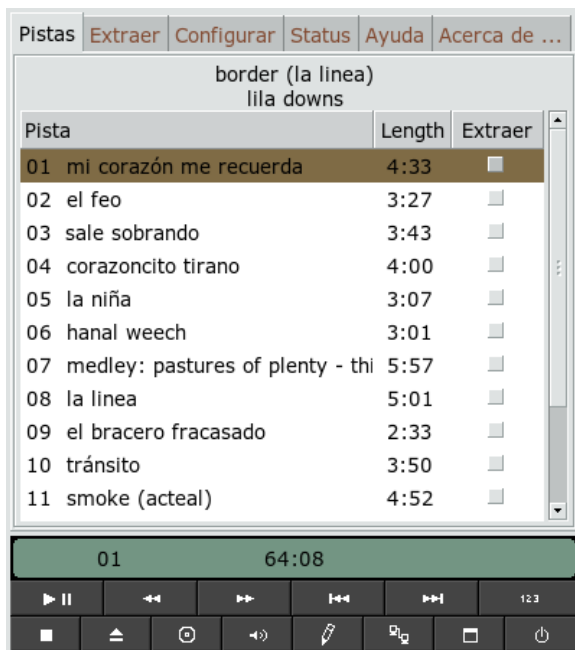 Pistas Extraer Configurar Status Ayuda Acerca de ...
border (la linea)
lila downs
Pista Length Extraer
01 mi corazón me recuerda 4:33
02 el feo 3:27
03 sale sobrando 3:43
04 corazoncito tirano 4:00
05 la niña 3:07
06 hanal weech 3:01
07 medley: pastures of plenty - thi 5:57
08 la linea 5:01
09 el bracero fracasado 2:33
10 tránsito 3:50
11 smoke (acteal) 4:52
01 64:08
123